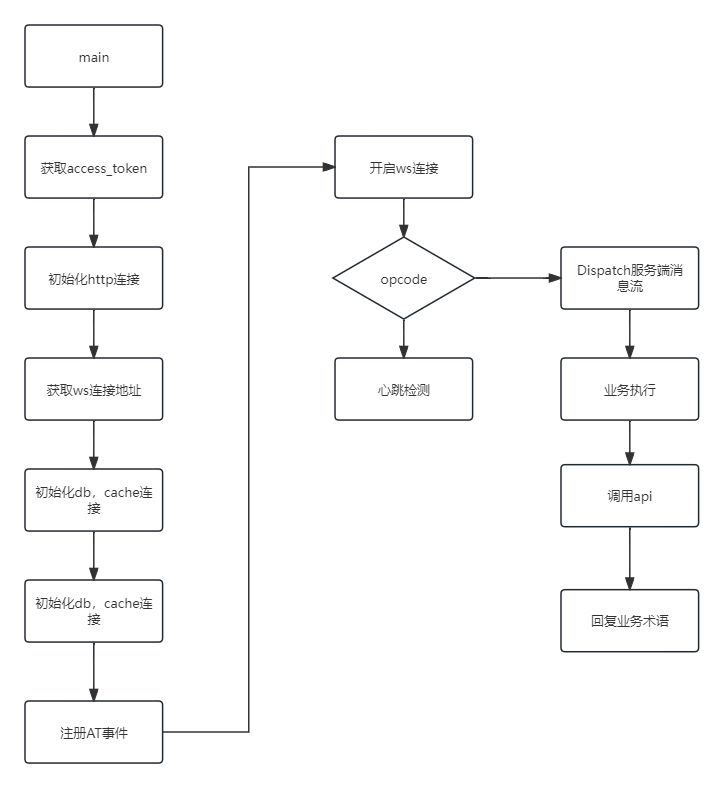 main
获取access_token
初始化http连接
获取ws连接地址
初始化db，cache连
接
初始化db，cache连
接
注册AT事件
开启ws连接
opcode
心跳检测
Dispatch服务端消
息流
业务执行
调用api
回复业务术语